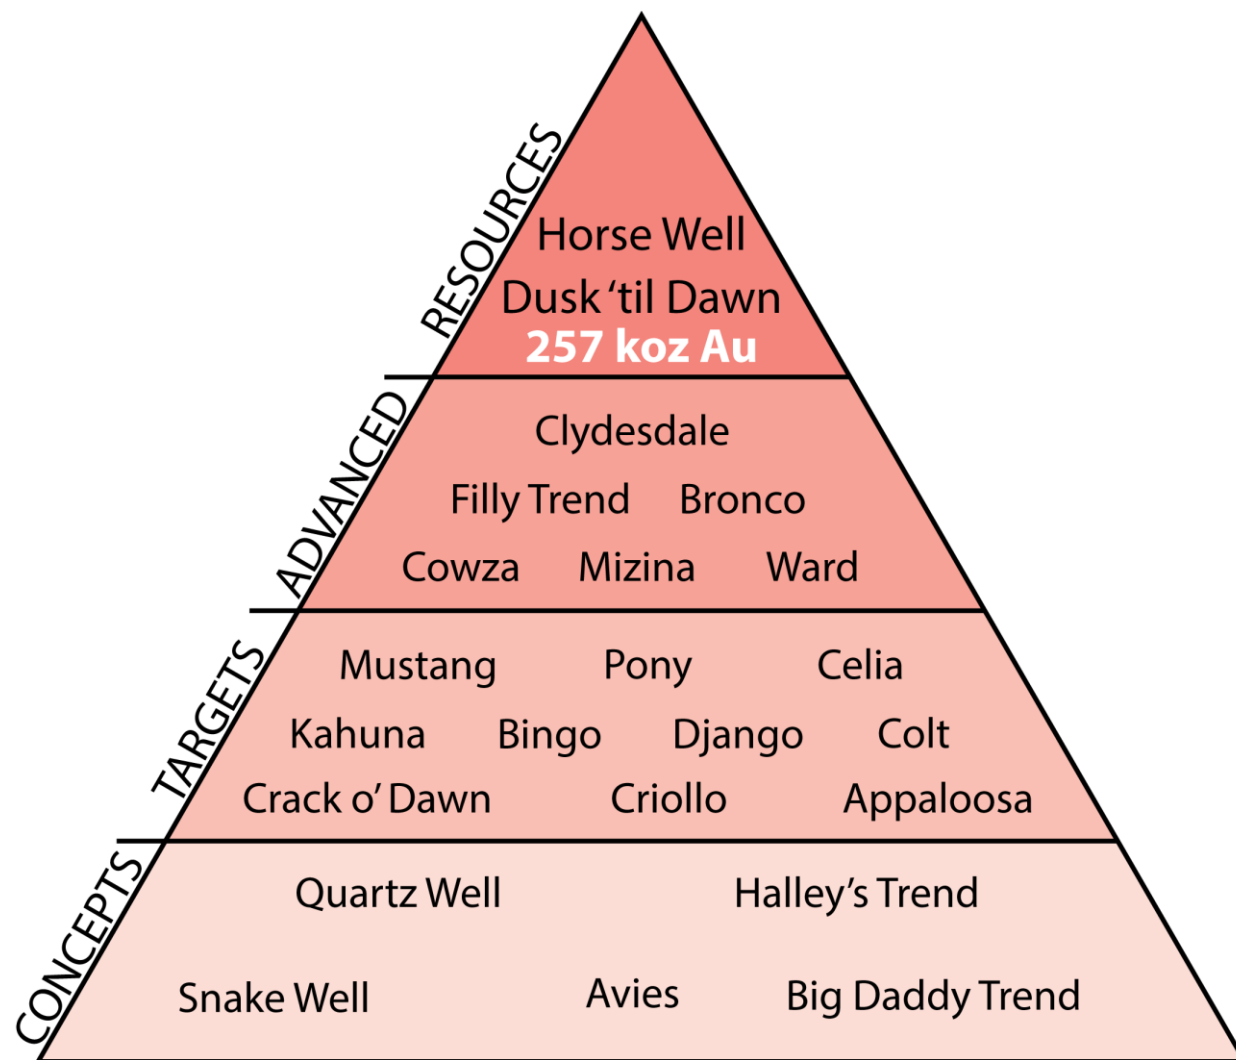 RESOURCES
Horse Well
Dusk ‘til Dawn
257 koz Au
ADVANCED
Clydesdale
Filly Trend Bronco
Cowza Mizina Ward
TARGETS
Mustang Pony Celia
Kahuna Bingo Django Colt
Crack o’ Dawn Criollo Appaloosa
CONCEPTS
Quartz Well Halley’s Trend
Snake Well Avies Big Daddy Trend